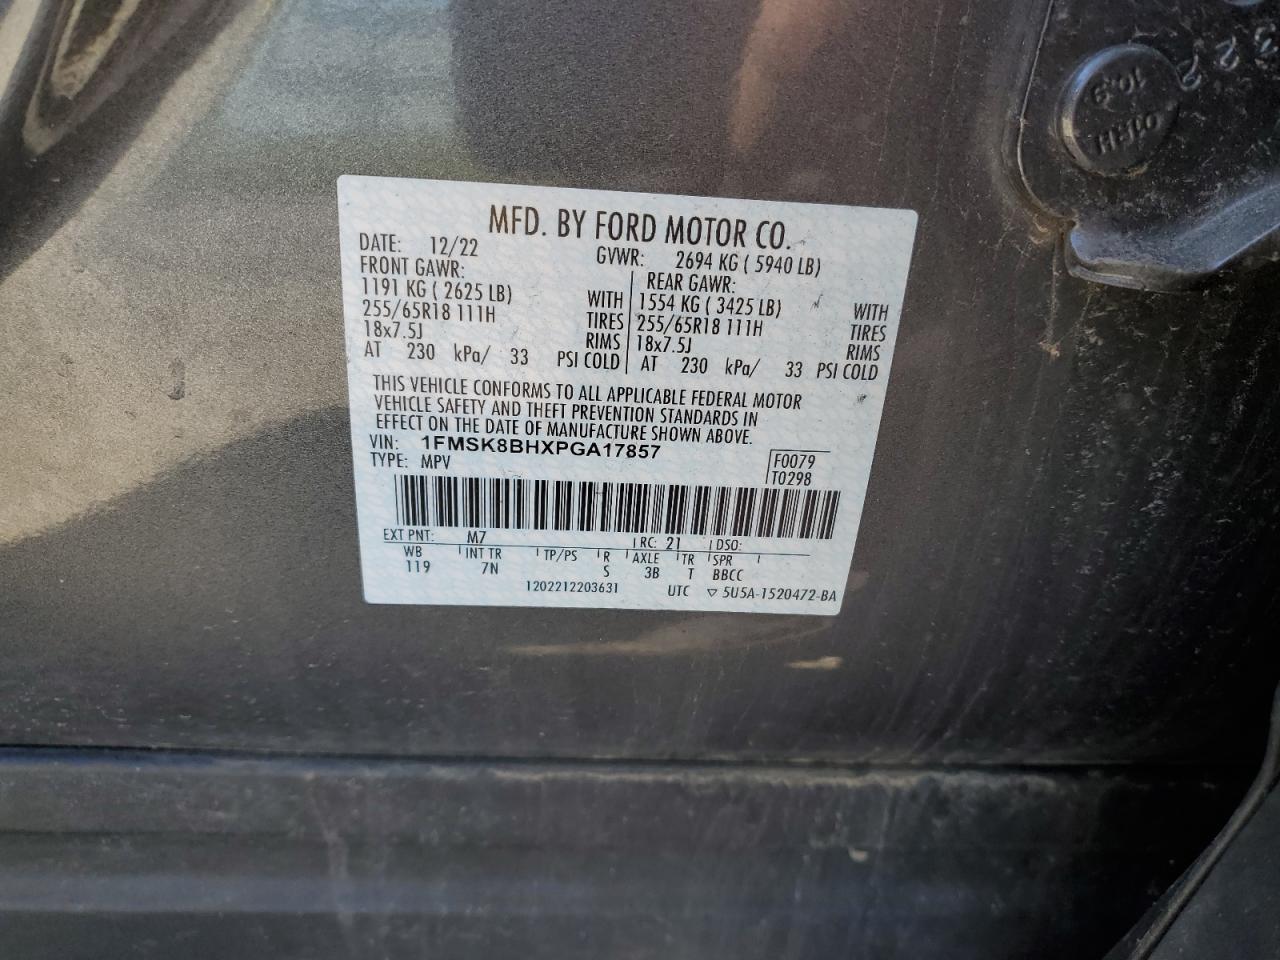 MFD. BY FORD MOTOR CO.
DATE: 12/22 GVWR: 2694 KG ( 5940 LB)
FRONT GAWR: REAR GAWR:
1191 KG ( 2625 LB) WITH 1554 KG ( 3425 LB) WITH
255/65R18 111H TIRES 255/65R18 111H TIRES
18x7.5J RIMS 18x7.5J RIMS
AT 230 kPa/ 33 PSI COLD AT 230 kPa/ 33 PSI COLD
THIS VEHICLE CONFORMS TO ALL APPLICABLE FEDERAL MOTOR
VEHICLE SAFETY AND THEFT PREVENTION STANDARDS IN
EFFECT ON THE DATE OF MANUFACTURE SHOWN ABOVE.
VIN: 1FMSK8BHXPGA17857
TYPE: MPV
F0079
T0298
EXT PNT: M7 RC: 21 DSO:
WB INT TR TP/PS R AXLE TR SPR
119 7N S 3B T BBCC
1202212203631 UTC ▽ 5U5A-1520472-BA
10.9